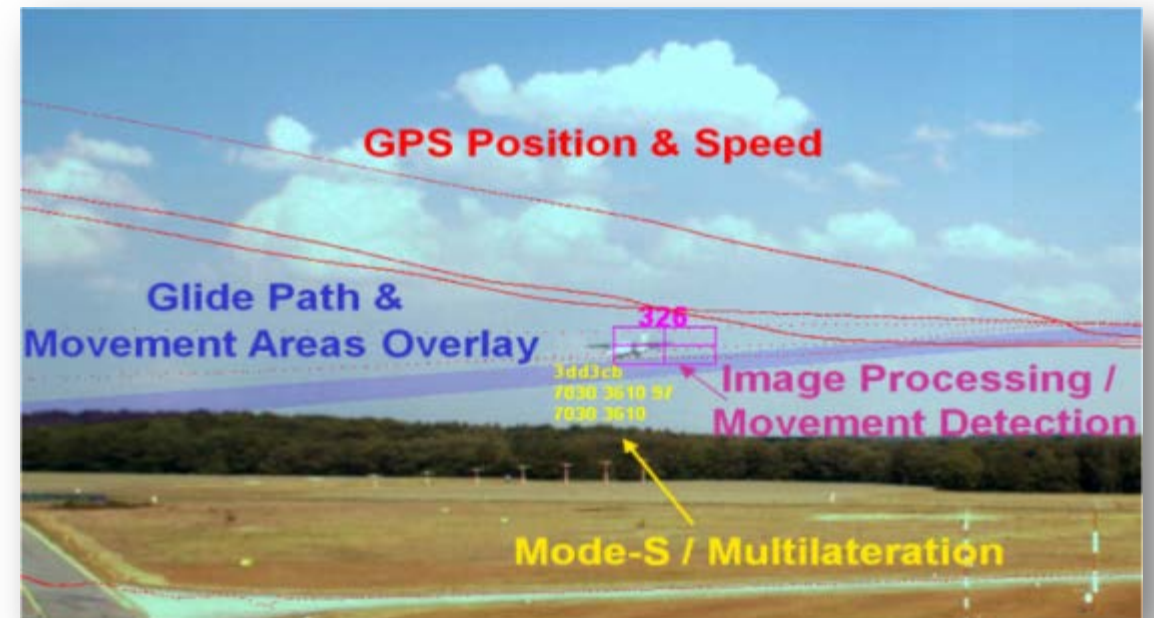 GPS Position & Speed
Glide Path &
Movement Areas Overlay
326
3dd3cb
7030 3610 97
7030 3610
Image Processing /
Movement Detection
Mode-S / Multilateration